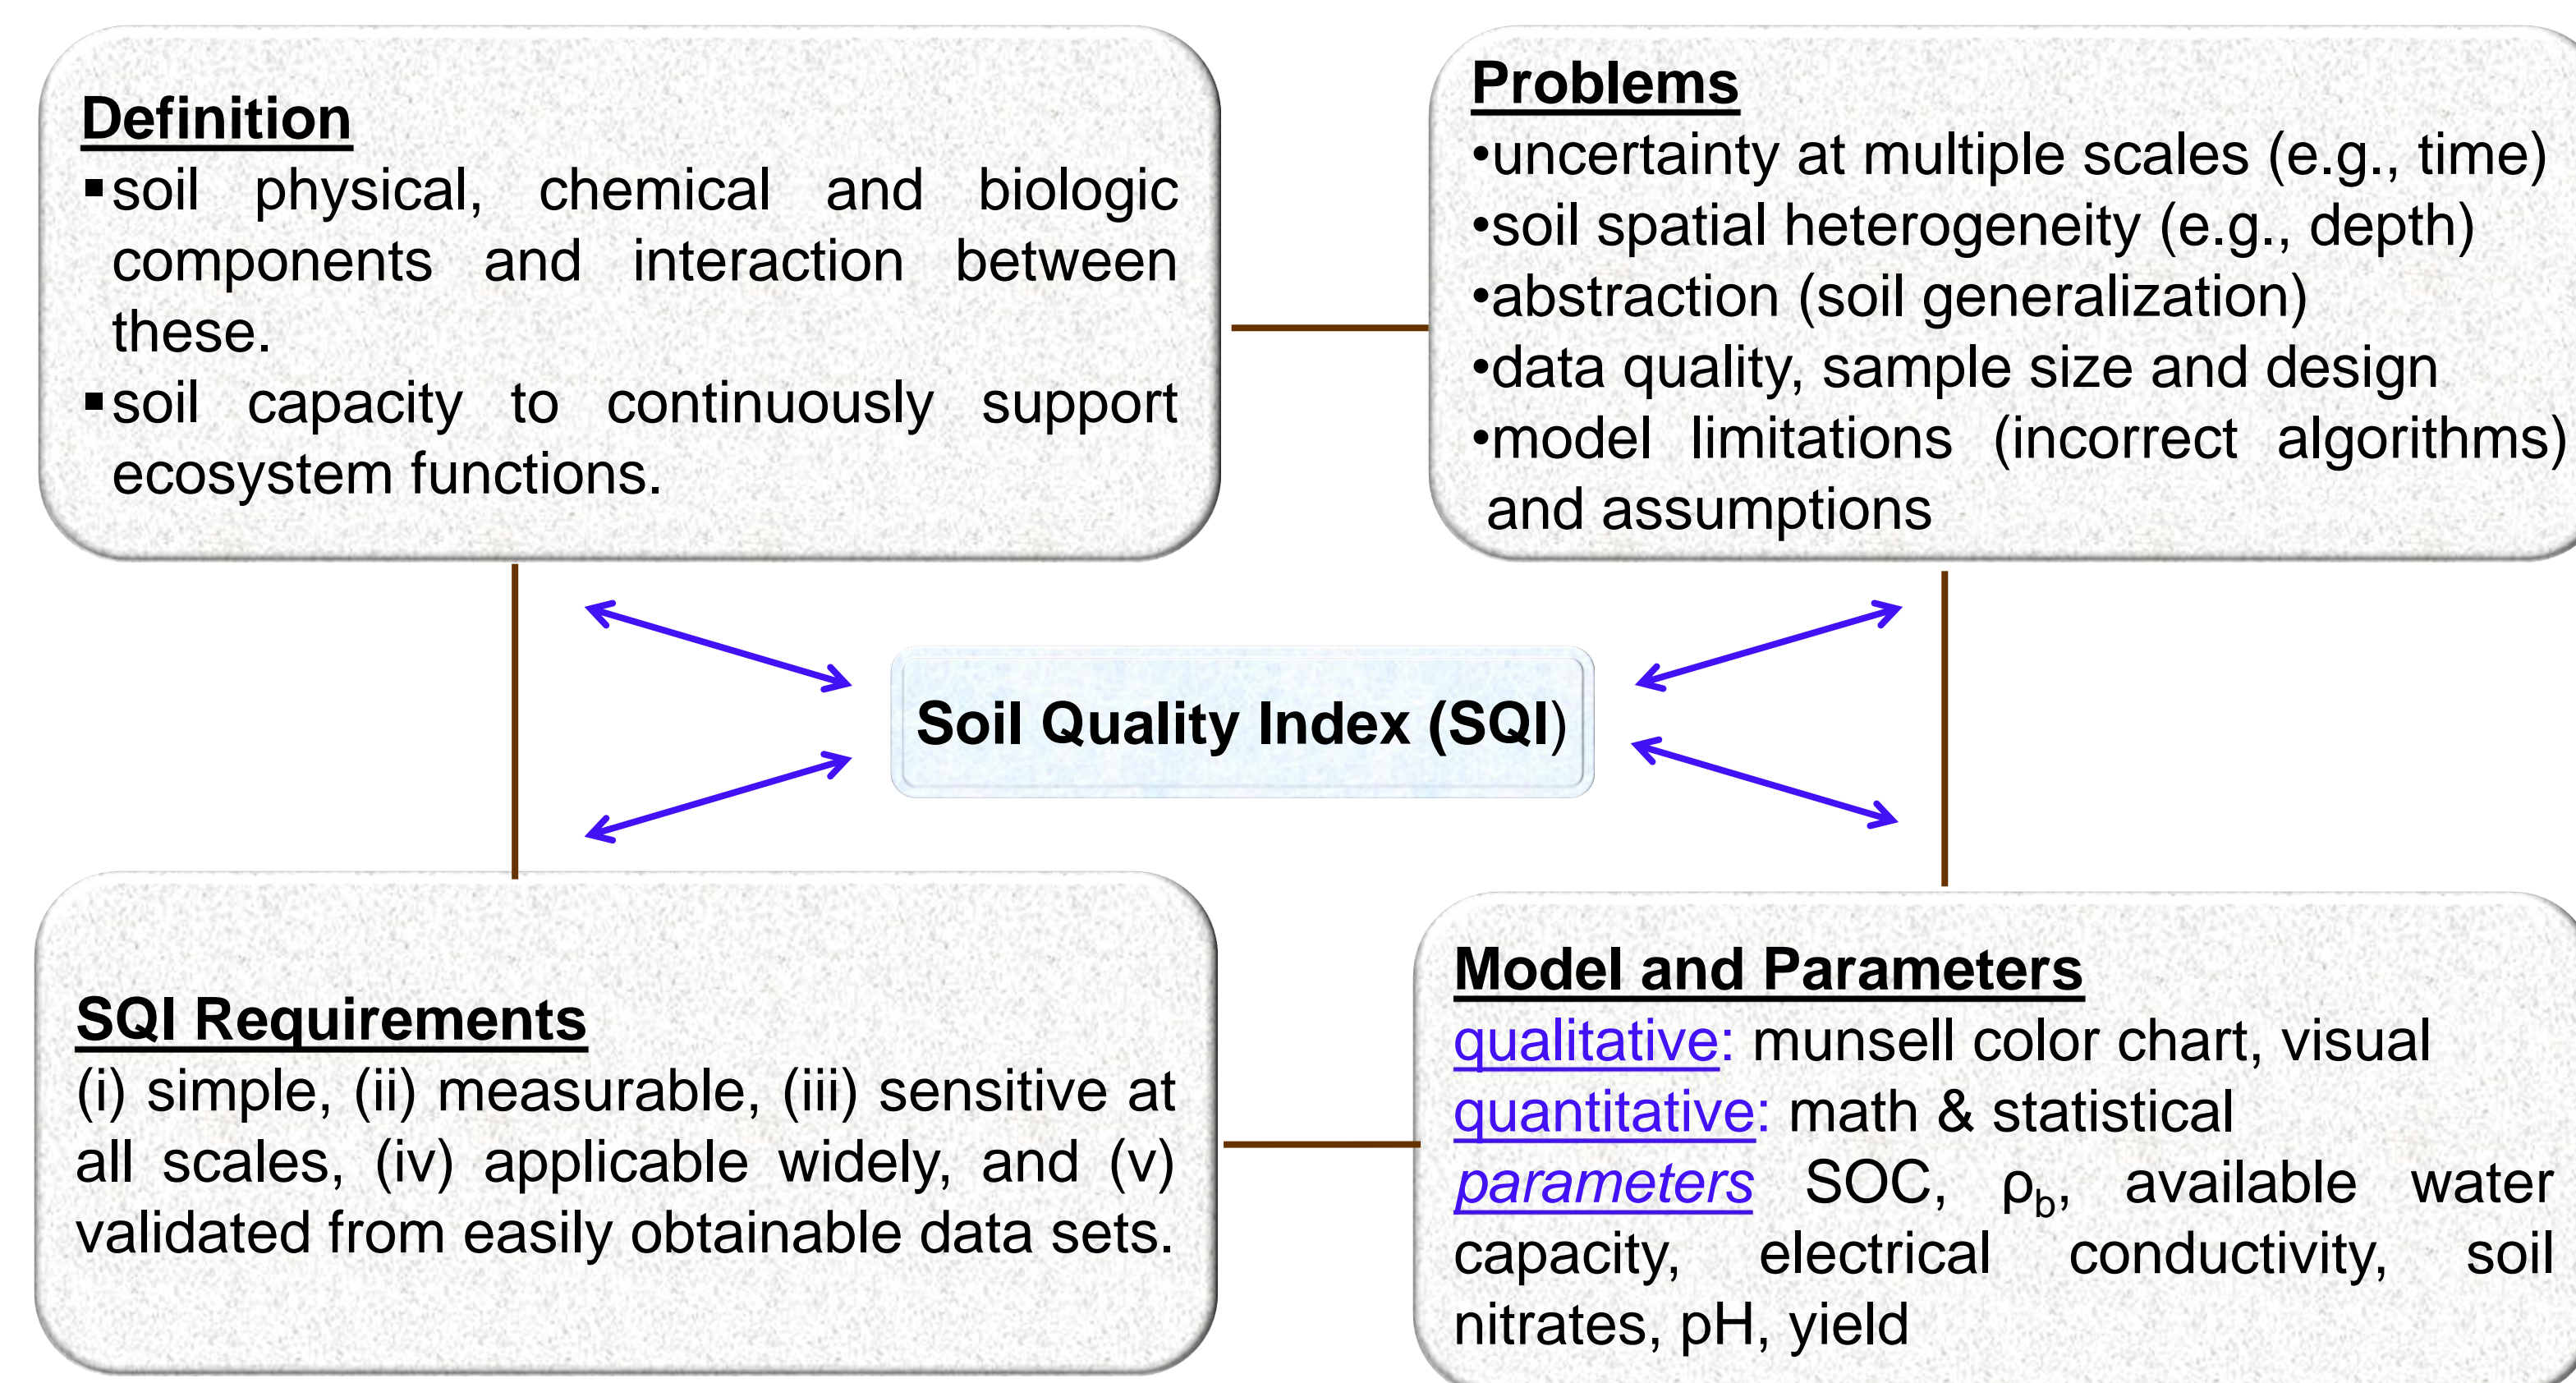 Definition
▪soil physical, chemical and biologic
components and interaction between
these.
▪soil capacity to continuously support
ecosystem functions.
Problems
•uncertainty at multiple scales (e.g., time)
•soil spatial heterogeneity (e.g., depth)
•abstraction (soil generalization)
•data quality, sample size and design
•model limitations (incorrect algorithms)
and assumptions
Soil Quality Index (SQI)
SQI Requirements
(i) simple, (ii) measurable, (iii) sensitive at
all scales, (iv) applicable widely, and (v)
validated from easily obtainable data sets.
Model and Parameters
qualitative: munsell color chart, visual
quantitative: math & statistical
parameters SOC, ρb, available water
capacity, electrical conductivity, soil
nitrates, pH, yield